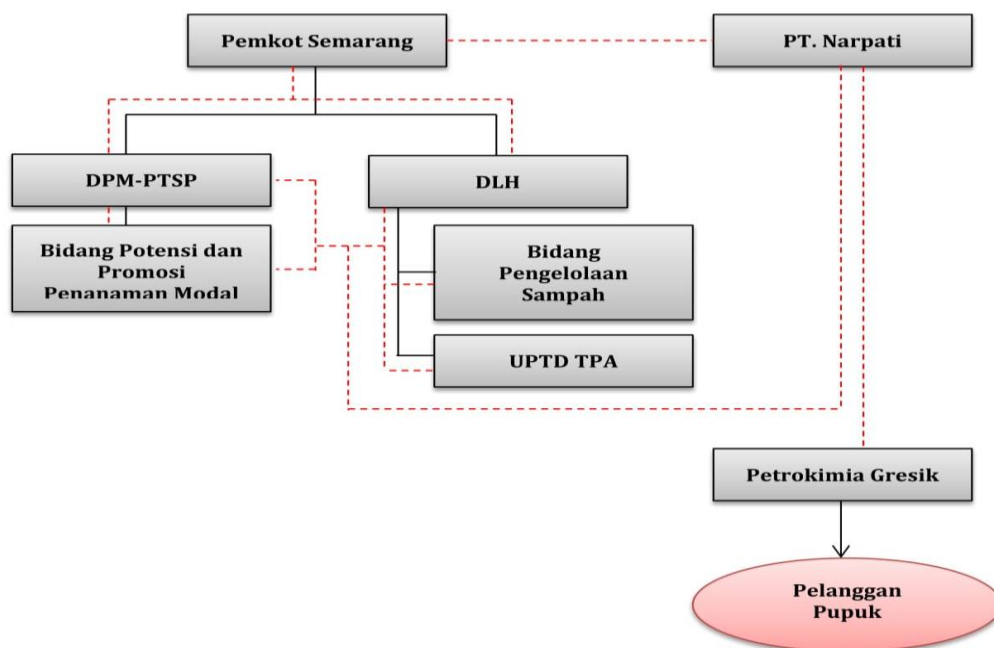 Pemkot Semarang
PT. Narpati
DPM-PTSP
DLH
Bidang Potensi dan
Promosi
Penanaman Modal
Bidang
Pengelolaan
Sampah
UPTD TPA
Petrokimia Gresik
Pelanggan
Pupuk